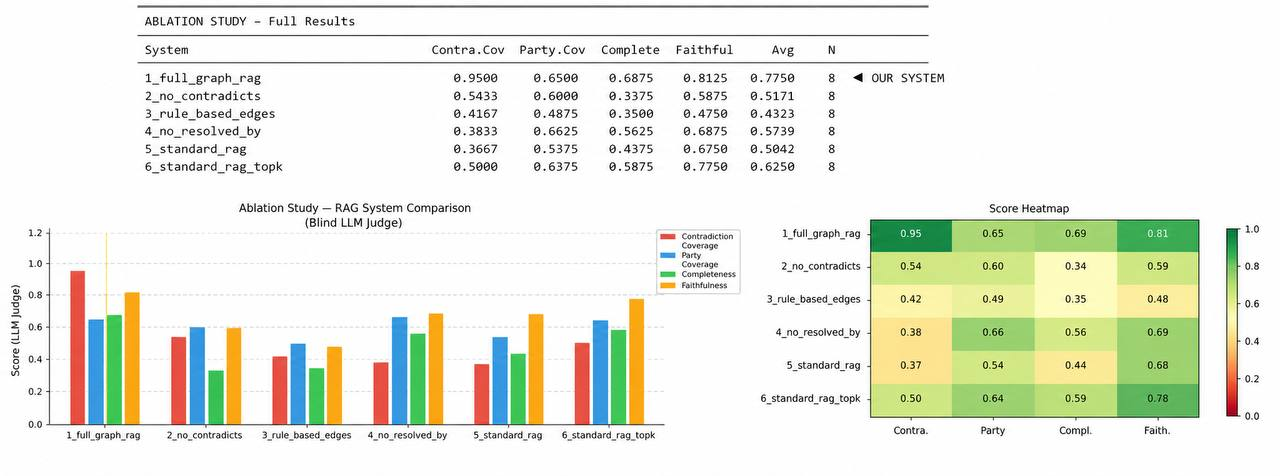 ABLATION STUDY – Full Results
System Contra.Cov Party.Cov Complete Faithful Avg N
1_full_graph_rag 0.9500 0.6500 0.6875 0.8125 0.7750 8 ◄ OUR SYSTEM
2_no_contradicts 0.5433 0.6000 0.3375 0.5875 0.5171 8
3_rule_based_edges 0.4167 0.4875 0.3500 0.4750 0.4323 8
4_no_resolved_by 0.3833 0.6625 0.5625 0.6875 0.5739 8
5_standard_rag 0.3667 0.5375 0.4375 0.6750 0.5042 8
6_standard_rag_topk 0.5000 0.6375 0.5875 0.7750 0.6250 8
Ablation Study — RAG System Comparison
(Blind LLM Judge)
Score (LLM Judge)
1.2
1.0
0.8
0.6
0.4
0.2
0.0
1_full_graph_rag 2_no_contradicts 3_rule_based_edges 4_no_resolved_by 5_standard_rag 6_standard_rag_topk
Contradiction
Coverage
Party
Coverage
Completeness
Faithfulness
Score Heatmap
1_full_graph_rag 0.95 0.65 0.69 0.81
2_no_contradicts 0.54 0.60 0.34 0.59
3_rule_based_edges 0.42 0.49 0.35 0.48
4_no_resolved_by 0.38 0.66 0.56 0.69
5_standard_rag 0.37 0.54 0.44 0.68
6_standard_rag_topk 0.50 0.64 0.59 0.78
Contra. Party Compl. Faith.
1.0
0.8
0.6
0.4
0.2
0.0